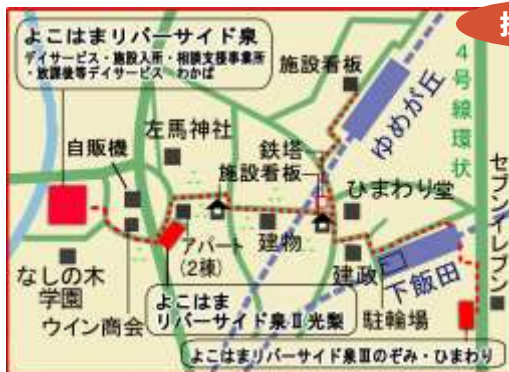 よこはまリバーサイド泉
デイサービス・施設入所・相談支援事業所
・放課後等デイサービス わかば
施設看板
4号線環状
ゆめが丘
左馬神社
自販機
鉄塔
施設看板
ひまわり堂
セブンイレブン
アパート
(2棟)
建物
建政
下飯田
なしの木
学園
ウイン商会
よこはま
リバーサイド泉Ⅱ光梨
駐輪場
よこはまリバーサイド泉Ⅲのぞみ・ひまわり